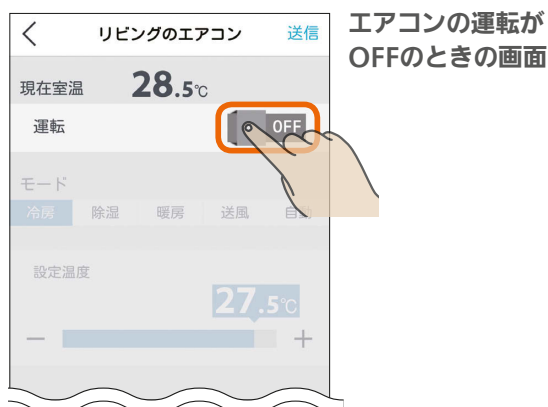 リビングのエアコン 送信
現在室温 28.5℃
運転 OFF
モード
冷房 除湿 暖房 送風 自動
設定温度
27.5℃
エアコンの運転が
OFFのときの画面